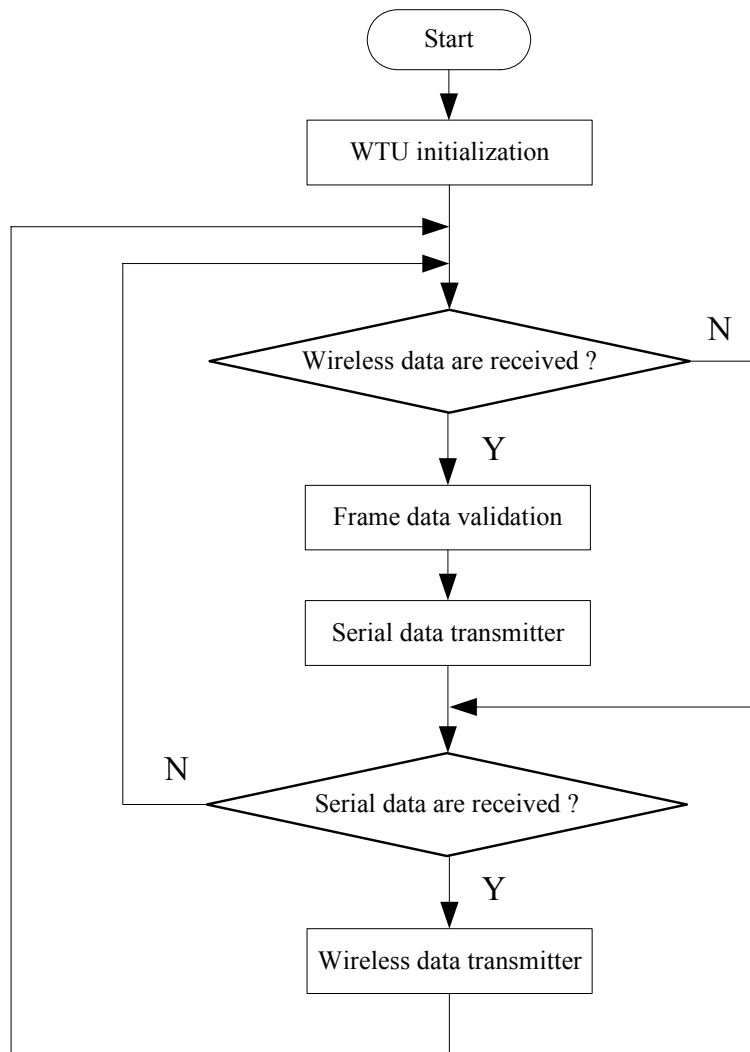 Start
WTU initialization
Wireless data are received ?
N
Y
Frame data validation
Serial data transmitter
N
Serial data are received ?
Y
Wireless data transmitter